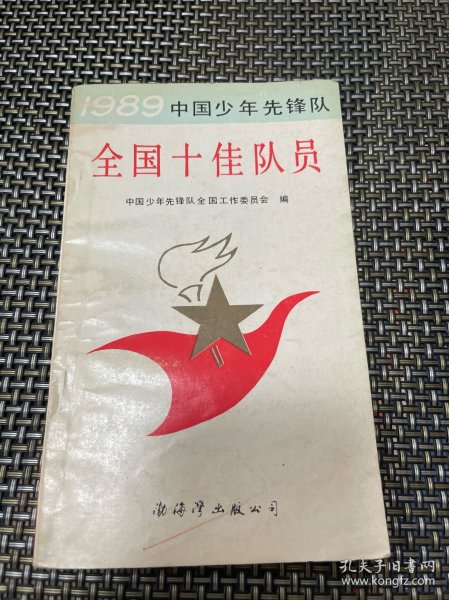 1989 中国少年先锋队
全国十佳队员
中国少年先锋队全国工作委员会 编
渤海湾出版公司
孔夫子旧书网
www.kongfz.com